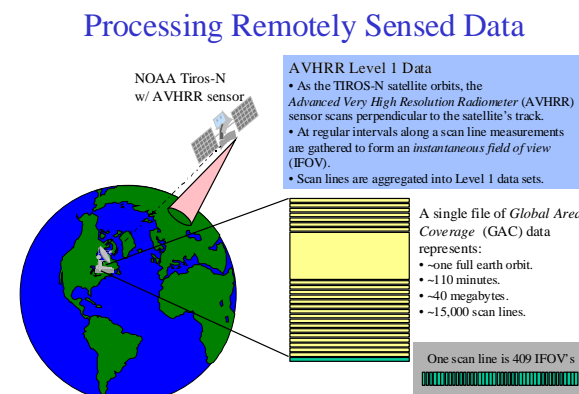 Processing Remotely Sensed Data
NOAA Tiros-N
w/ AVHRR sensor
AVHRR Level 1 Data
• As the TIROS-N satellite orbits, the
Advanced Very High Resolution Radiometer (AVHRR)
sensor scans perpendicular to the satellite's track.
• At regular intervals along a scan line measurements
are gathered to form an instantaneous field of view
(IFOV).
• Scan lines are aggregated into Level 1 data sets.
A single file of Global Area
Coverage (GAC) data
represents:
• ~one full earth orbit.
• ~110 minutes.
• ~40 megabytes.
• ~15,000 scan lines.
One scan line is 409 IFOV's